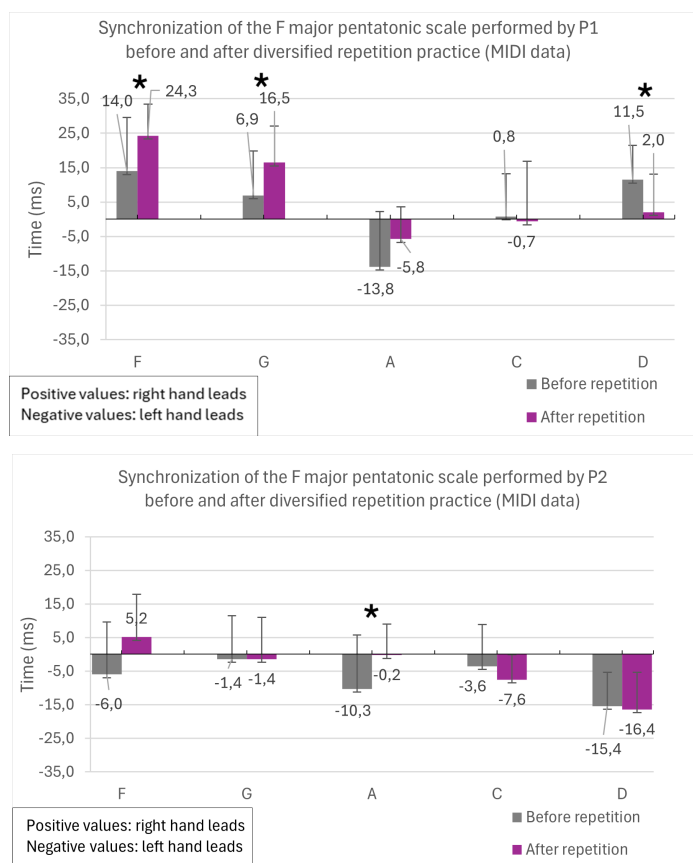 Synchronization of the F major pentatonic scale performed by P1
before and after diversified repetition practice (MIDI data)
Time (ms)
35,0
25,0
15,0
5,0
-5,0
-15,0
-25,0
-35,0
*
*
*
14,0
24,3
6,9
16,5
-13,8
-5,8
0,8
-0,7
11,5
2,0
F
G
A
C
D
Positive values: right hand leads
Negative values: left hand leads
Before repetition
After repetition
Synchronization of the F major pentatonic scale performed by P2
before and after diversified repetition practice (MIDI data)
Time (ms)
35,0
25,0
15,0
5,0
-5,0
-15,0
-25,0
-35,0
*
-6,0
5,2
-1,4
-1,4
-10,3
-0,2
-3,6
-7,6
-15,4
-16,4
F
G
A
C
D
Positive values: right hand leads
Negative values: left hand leads
Before repetition
After repetition